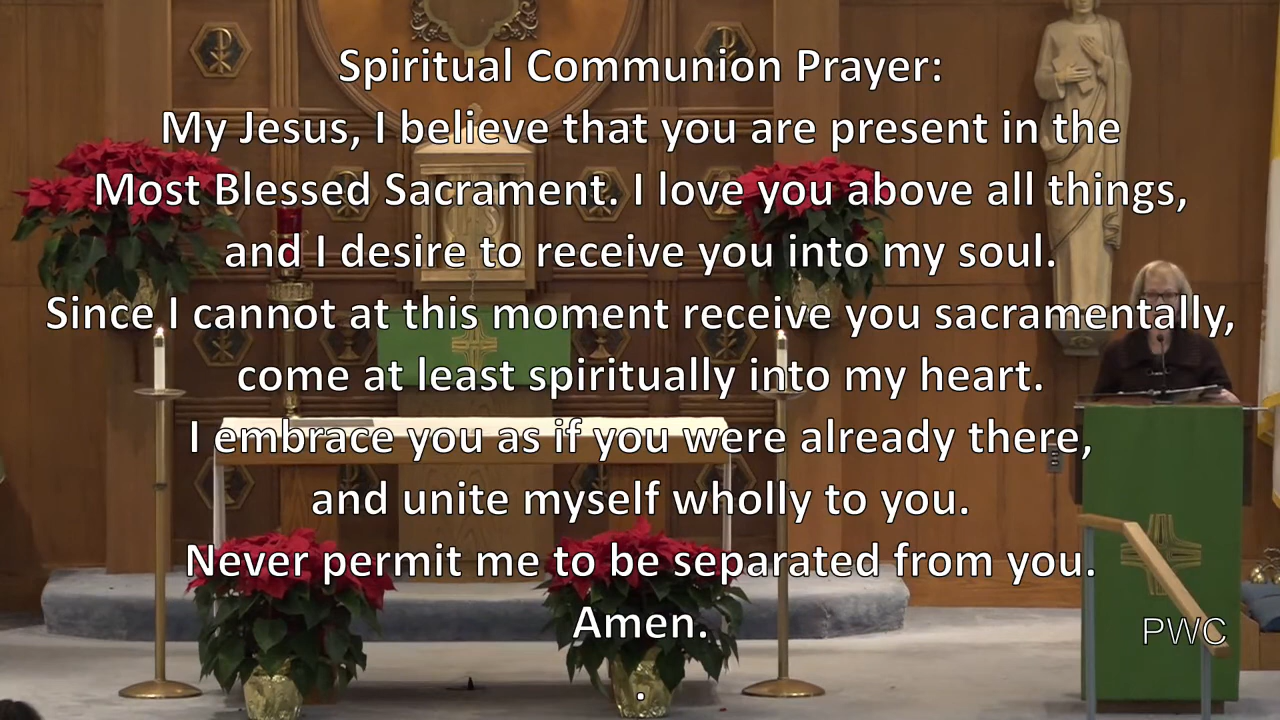 Spiritual Communion Prayer:
My Jesus, I believe that you are present in the
Most Blessed Sacrament. I love you above all things,
and I desire to receive you into my soul.
Since I cannot at this moment receive you sacramentally,
come at least spiritually into my heart.
I embrace you as if you were already there,
and unite myself wholly to you.
Never permit me to be separated from you.
Amen.
PWC
.